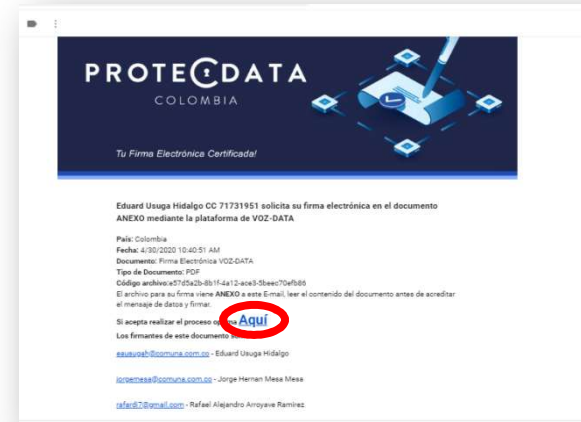 PROTECDATA
COLOMBIA
Tu Firma Electrónica Certificada!
Eduard Usuga Hidalgo CC 71731951 solicita su firma electrónica en el documento
ANEXO mediante la plataforma de VOZ-DATA
País: Colombia
Fecha: 4/30/2020 10:40:51 AM
Documento: Firma Electrónica VOZ-DATA
Tipo de Documento: PDF
Código archivo:e57d5a2b-8b1f-4a12-ace3-5beec70efb86
El archivo para su firma viene ANEXO a este E-mail, leer el contenido del documento antes de acreditar
el mensaje de datos y firmar.
Si acepta realizar el proceso Aquí
Los firmantes de este documento
eausugah@comuna.com.co - Eduard Usuga Hidalgo
jorgemesa@comuna.com.co - Jorge Hernan Mesa Mesa
rafardi7@gmail.com - Rafael Alejandro Arroyave Ramirez